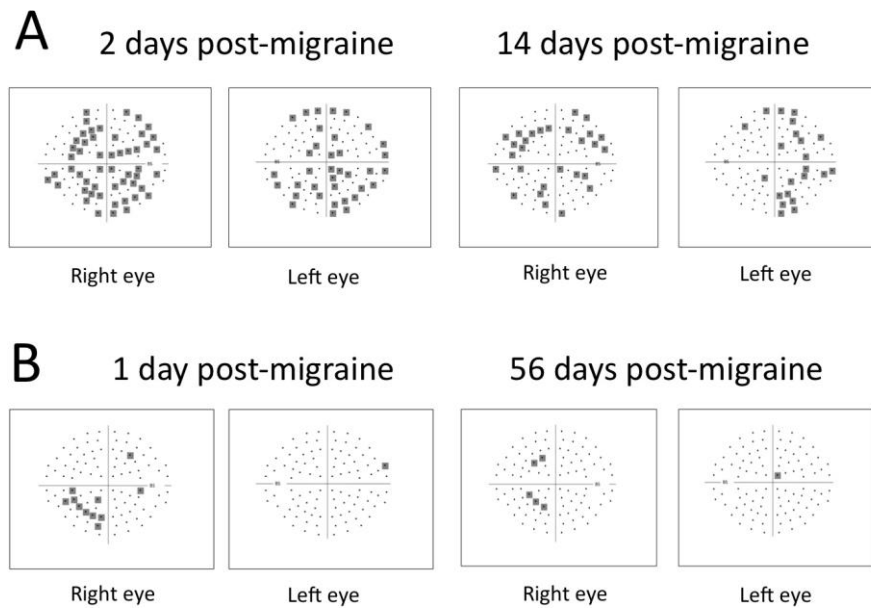 A
2 days post-migraine
14 days post-migraine
Right eye
Left eye
Right eye
Left eye
B
1 day post-migraine
56 days post-migraine
Right eye
Left eye
Right eye
Left eye